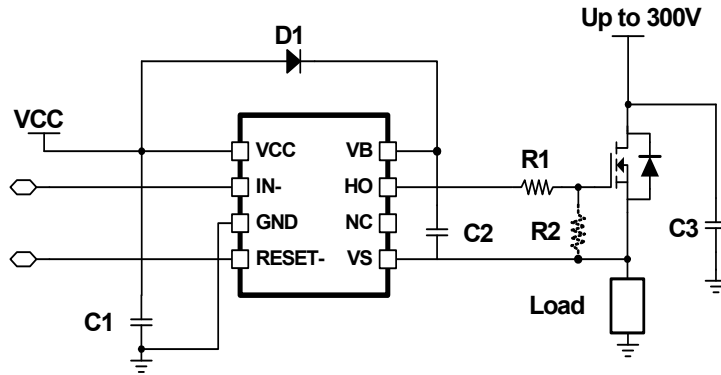 Up to 300V
D1
VCC
VCC
VB
R1
IN-
HO
GND
NC
R2
C2
C3
RESET-
VS
Load
C1